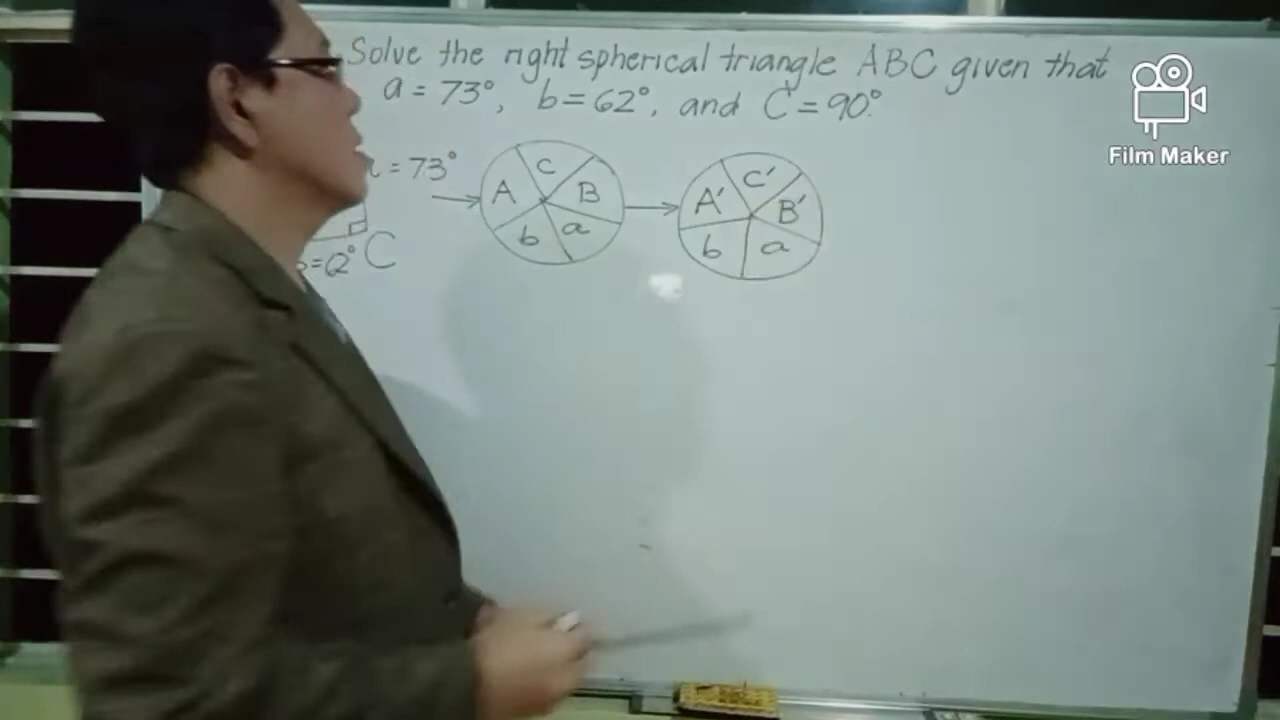 Solve the right spherical triangle ABC given that
a = 73°, b = 62°, and C = 90°.
Film Maker
= 73°
C
A
C
B
b
a
A'
C'
B'
b
a